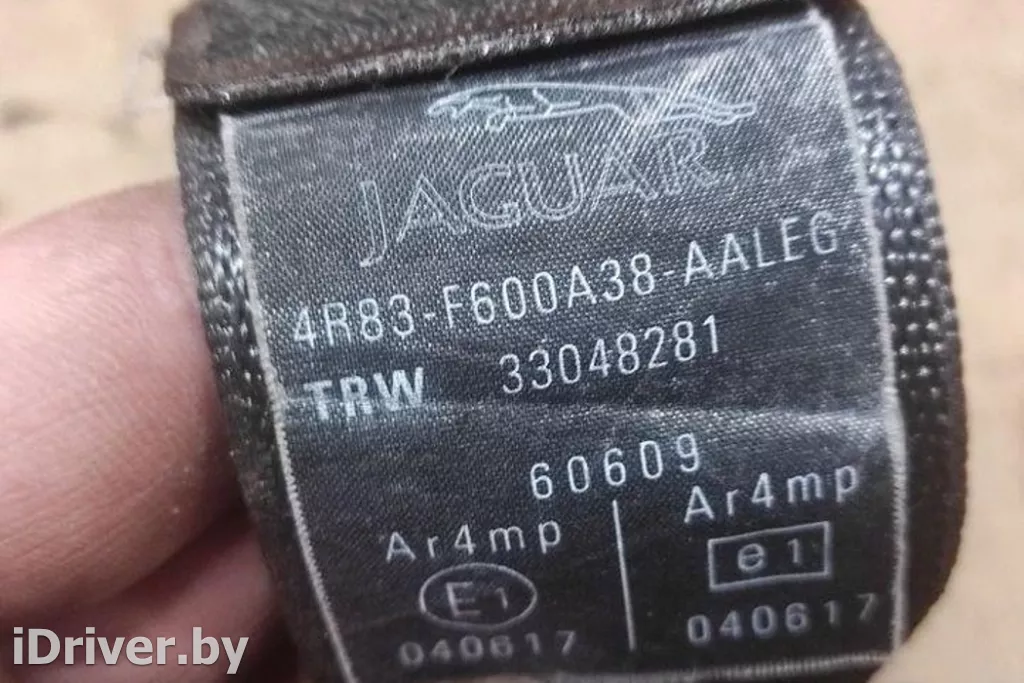 JAGUAR
4R83-F600A38-AALEG
TRW 33048281
60609
Ar4mp Ar4mp
E1 e1
040617 040617
iDriver.by